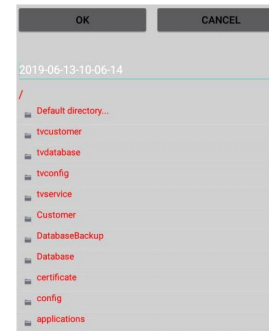 OK CANCEL
2019-06-13-10-06-14
/
Default directory...
tvcustomer
tvdatabase
tvconfig
tvservice
Customer
DatabaseBackup
Database
certificate
config
applications